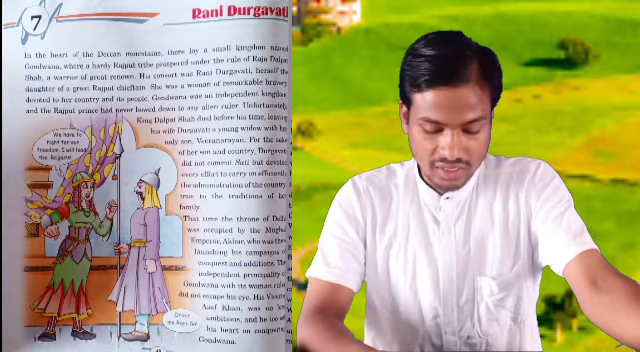 7
Rani Durgavati
In the heart of the Deccan mountains, there lay a small kingdom named
Gondwana, where a hardy Rajput tribe prospered under the rule of Raja Dalpat
Shah, a warrior of great renown. His consort was Rani Durgavati, herself the
daughter of a great Rajput chieftain. She was a woman of remarkable bravery,
devoted to her country and its people. Gondwana was an independent kingdom
and the Rajput prince had never bowed down to any alien ruler Unfortunately,
King Dalpat Shah died before his time, leaving
his wife Durgavati a young widow with her
only son, Veeranarayan. For the sake
of her son and country, Durgavati
did not commit Sati but devoted
every effort to carry on efficiently
the administration of the country
true to the traditions of her
family.
We have to
fight for our
freedom. I will lead
the
That time the throne of Delhi
was occupied by the Mughal
Emperor, Akbar, who was then
launching his campaigns of
conquest and additions. The
independent principality of
Gondwana with its woman ruler
did not escape his eye. His
Asaf Khan, was no less
ambitious, and he too set
his heart on conquering
Gondwana.
Order
me